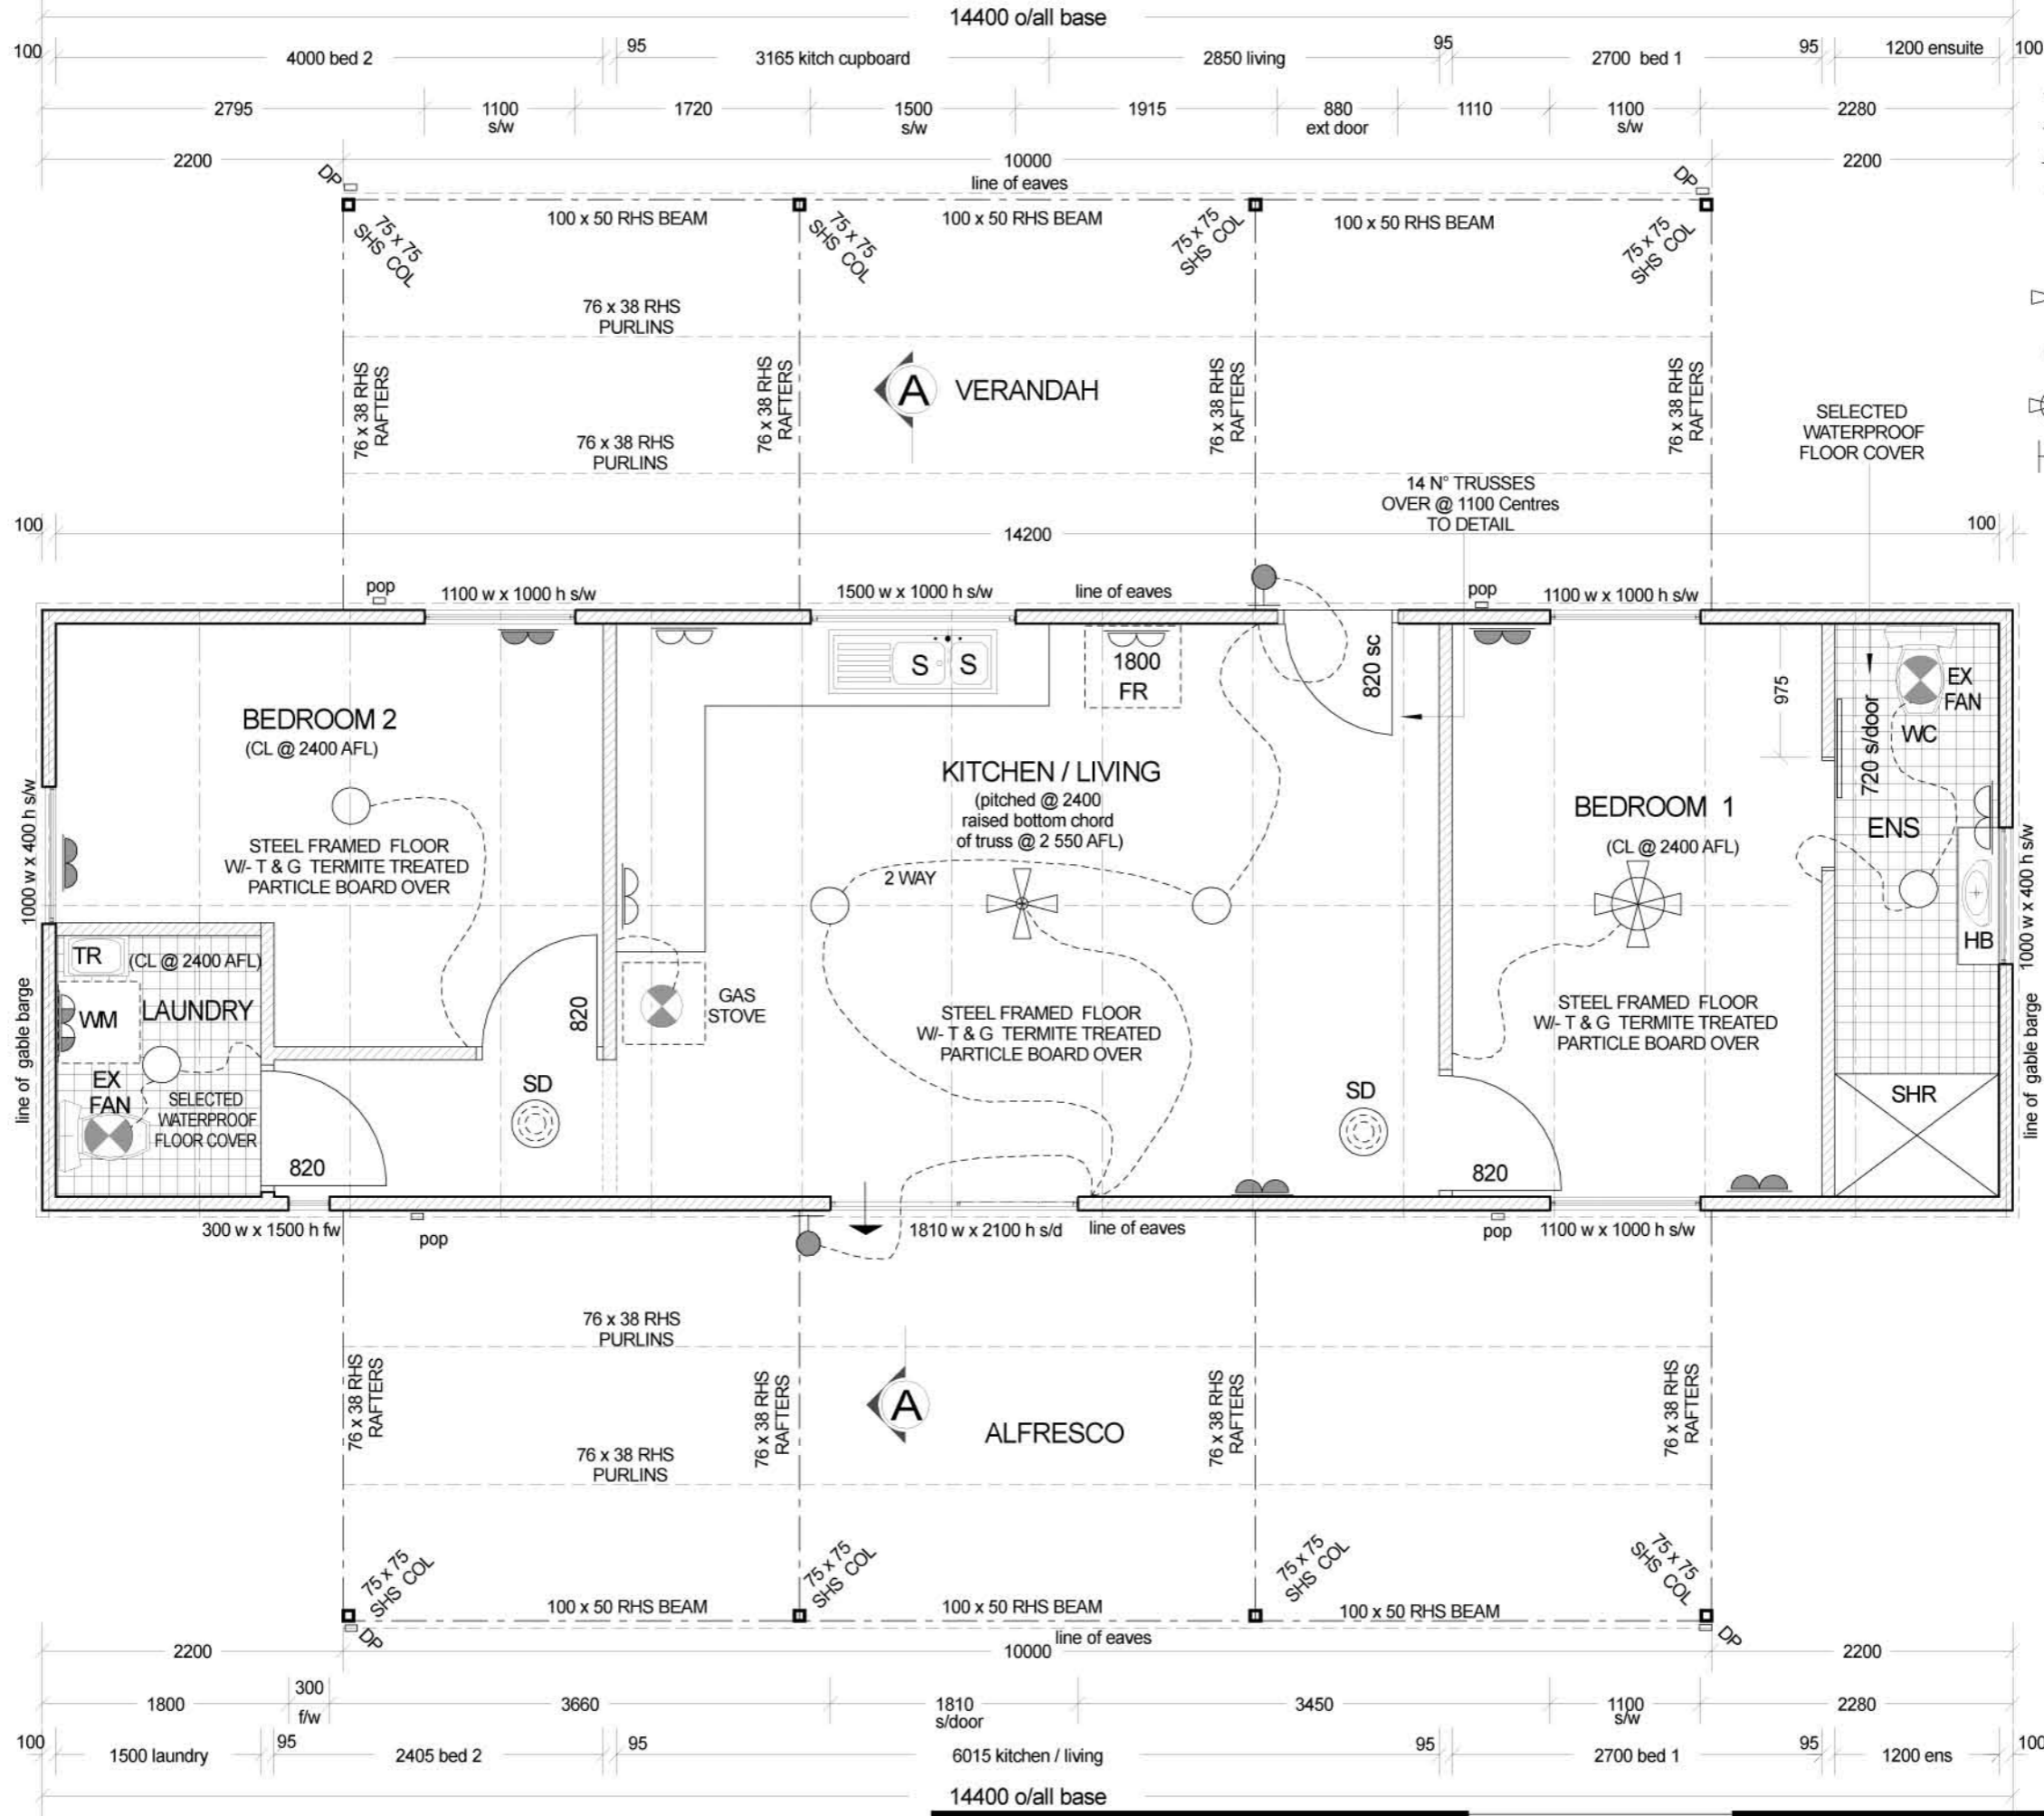 14400 o/all base
100
4000 bed 2
95
3165 kitch cupboard
2850 living
95
2700 bed 1
95
1200 ensuite
100
2795
1100
s/w
1720
1500
s/w
1915
880
ext door
1110
1100
s/w
2280
2200
10000
2200
line of eaves
DP
DP
100 x 50 RHS BEAM
100 x 50 RHS BEAM
100 x 50 RHS BEAM
75 x 75
SHS COL
75 x 75
SHS COL
75 x 75
SHS COL
75 x 75
SHS COL
76 x 38 RHS
PURLINS
76 x 38 RHS
RAFTERS
76 x 38 RHS
RAFTERS
A
VERANDAH
76 x 38 RHS
RAFTERS
76 x 38 RHS
RAFTERS
SELECTED
WATERPROOF
FLOOR COVER
76 x 38 RHS
PURLINS
14 N° TRUSSES
OVER @ 1100 Centres
TO DETAIL
100
14200
100
pop
1100 w x 1000 h s/w
1500 w x 1000 h s/w
line of eaves
pop
1100 w x 1000 h s/w
S
S
1800
FR
820 sc
975
720 s/door
EX
FAN
WC
BEDROOM 2
(CL @ 2400 AFL)
KITCHEN / LIVING
(pitched @ 2400
raised bottom chord
of truss @ 2 550 AFL)
BEDROOM 1
(CL @ 2400 AFL)
ENS
1000 w x 400 h s/w
STEEL FRAMED FLOOR
W/- T & G TERMITE TREATED
PARTICLE BOARD OVER
2 WAY
1000 w x 400 h s/w
HB
TR
(CL @ 2400 AFL)
WM
LAUNDRY
820
GAS
STOVE
STEEL FRAMED FLOOR
W/- T & G TERMITE TREATED
PARTICLE BOARD OVER
STEEL FRAMED FLOOR
W/- T & G TERMITE TREATED
PARTICLE BOARD OVER
line of gable barge
line of gable barge
EX
FAN
SELECTED
WATERPROOF
FLOOR COVER
SD
SD
SHR
820
820
300 w x 1500 h fw
pop
1810 w x 2100 h s/d
line of eaves
pop
1100 w x 1000 h s/w
76 x 38 RHS
PURLINS
76 x 38 RHS
RAFTERS
76 x 38 RHS
RAFTERS
A
ALFRESCO
76 x 38 RHS
RAFTERS
76 x 38 RHS
RAFTERS
76 x 38 RHS
PURLINS
75 x 75
SHS COL
75 x 75
SHS COL
75 x 75
SHS COL
75 x 75
SHS COL
100 x 50 RHS BEAM
100 x 50 RHS BEAM
100 x 50 RHS BEAM
DP
line of eaves
DP
2200
10000
2200
1800
300
f/w
3660
1810
s/door
3450
1100
s/w
2280
100
1500 laundry
95
2405 bed 2
95
6015 kitchen / living
95
2700 bed 1
95
1200 ens
100
14400 o/all base